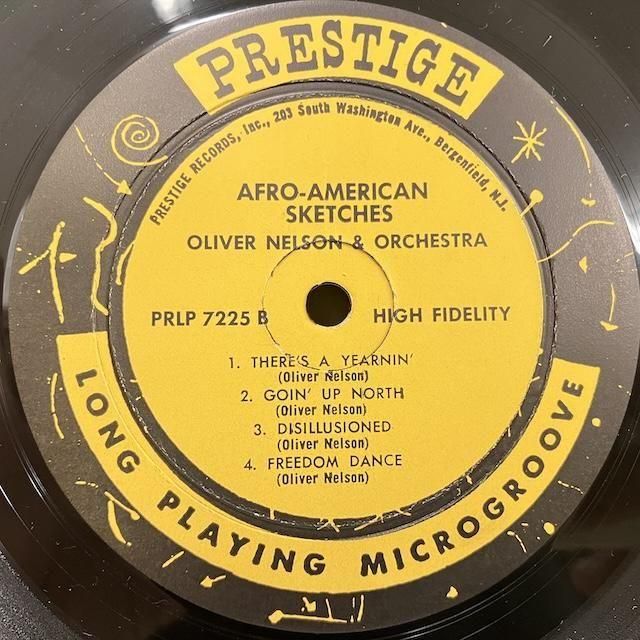 PRESTIGE
PRESTIGE RECORDS, Inc., 203 South Washington Ave., Bergenfield, N.J.
AFRO-AMERICAN
SKETCHES
OLIVER NELSON & ORCHESTRA
PRLP 7225 B HIGH FIDELITY
1. THERE'S A YEARNIN'
(Oliver Nelson)
2. GOIN' UP NORTH
(Oliver Nelson)
3. DISILLUSIONED
(Oliver Nelson)
4. FREEDOM DANCE
(Oliver Nelson)
LONG PLAYING MICROGROOVE